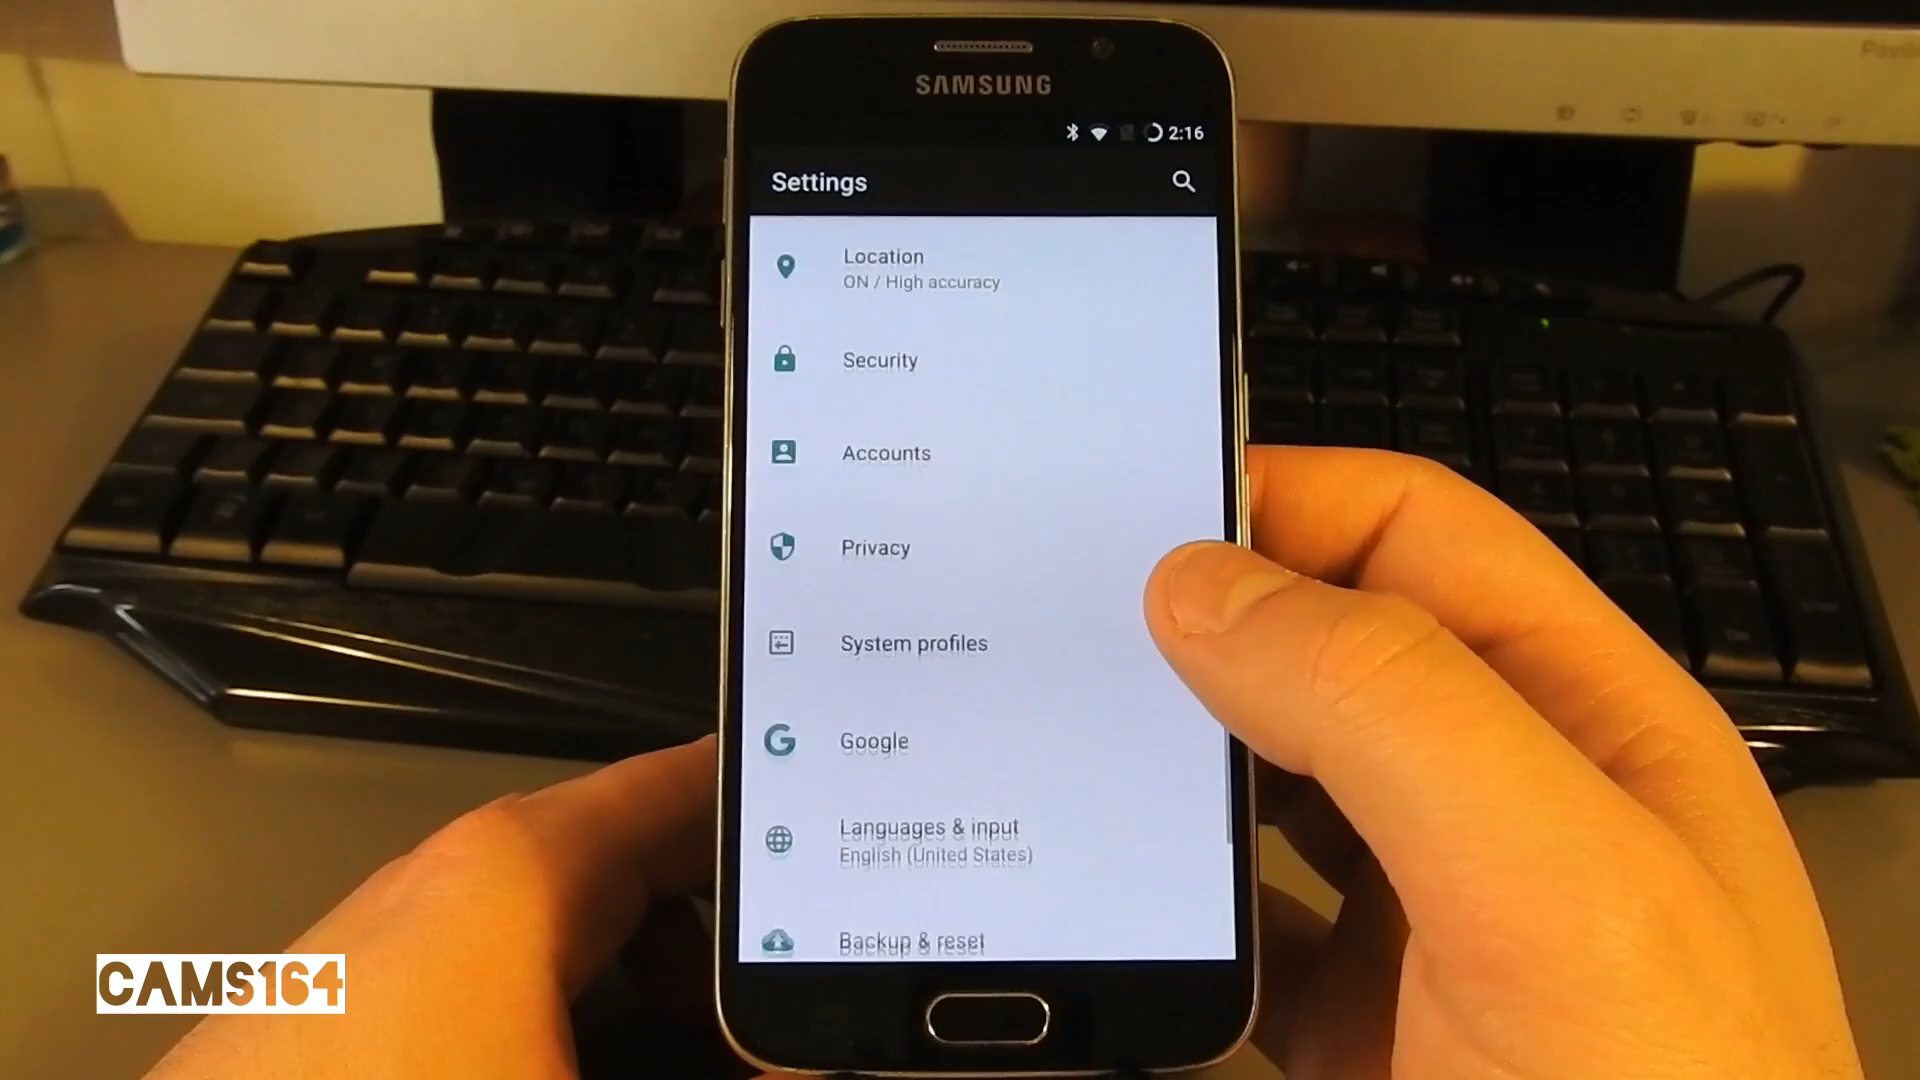 SAMSUNG
2:16
Settings
Location
ON / High accuracy
Security
Accounts
Privacy
System profiles
Google
Languages & input
English (United States)
Backup & reset
CAMS164